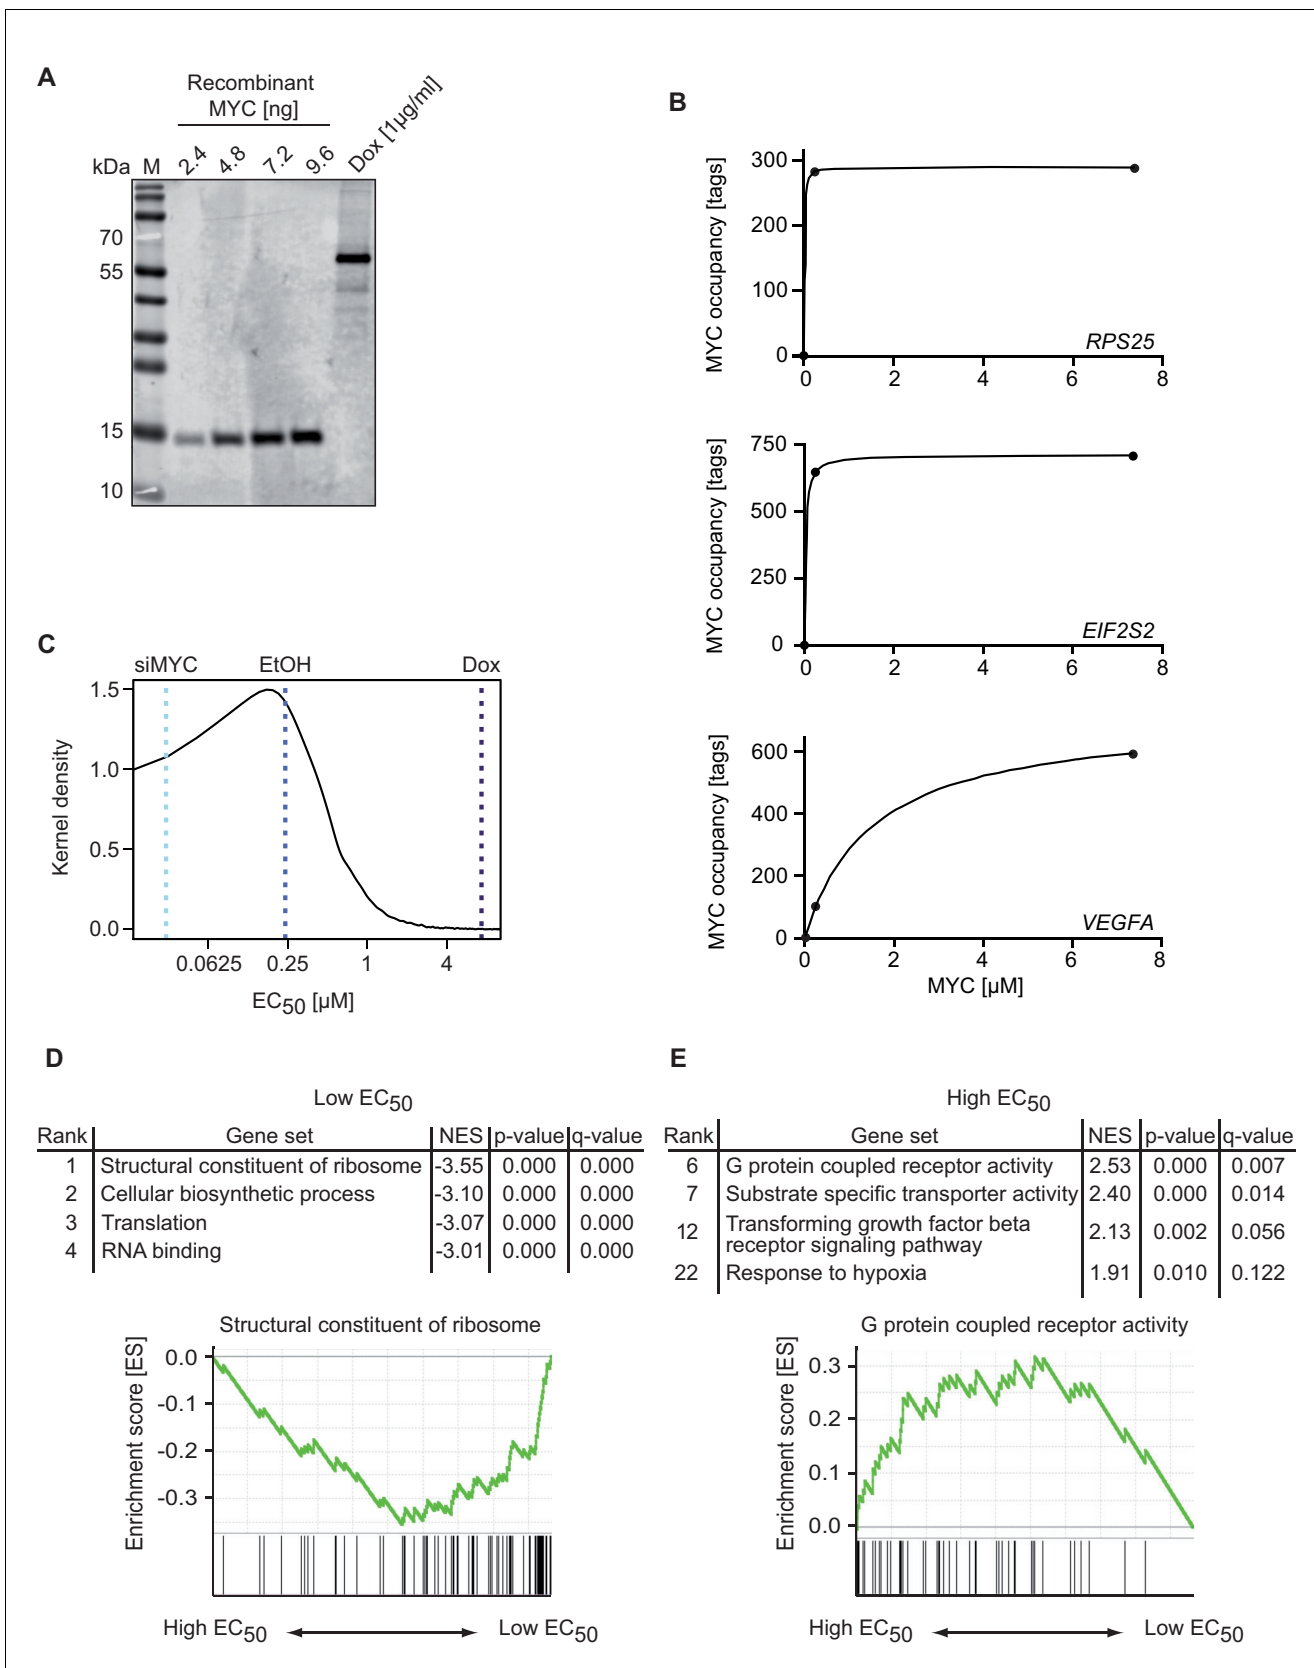 A
Recombinant
MYC [ng]
kDa M 2.4 4.8 7.2 9.6 Dox [1µg/ml]
70
55
15
10
B
MYC occupancy [tags]
300
200
100
0
0 2 4 6 8
RPS25
MYC occupancy [tags]
750
500
250
0
0 2 4 6 8
EIF2S2
MYC occupancy [tags]
600
400
200
0
0 2 4 6 8
VEGFA
MYC [µM]
C
siMYC EtOH Dox
Kernel density
1.5
1.0
0.5
0.0
0.0625 0.25 1 4
EC50 [µM]
D
Low EC50
Rank Gene set NES p-value q-value
1 Structural constituent of ribosome -3.55 0.000 0.000
2 Cellular biosynthetic process -3.10 0.000 0.000
3 Translation -3.07 0.000 0.000
4 RNA binding -3.01 0.000 0.000
Structural constituent of ribosome
Enrichment score [ES]
0.0
-0.1
-0.2
-0.3
High EC50 Low EC50
E
High EC50
Rank Gene set NES p-value q-value
6 G protein coupled receptor activity 2.53 0.000 0.007
7 Substrate specific transporter activity 2.40 0.000 0.014
12 Transforming growth factor beta
receptor signaling pathway 2.13 0.002 0.056
22 Response to hypoxia 1.91 0.010 0.122
G protein coupled receptor activity
Enrichment score [ES]
0.3
0.2
0.1
0.0
High EC50 Low EC50